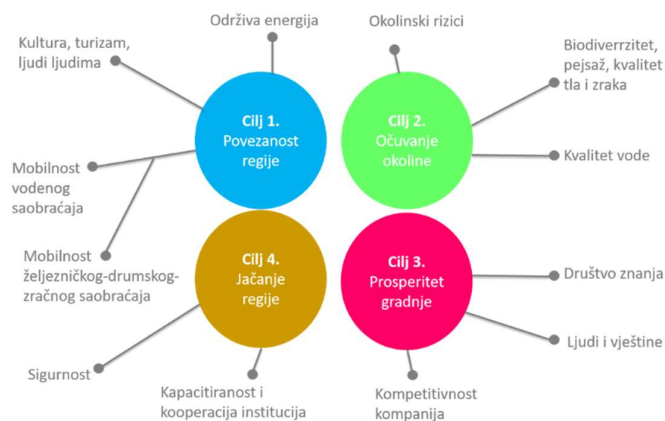 Održiva energija
Okolinski rizici
Kultura, turizam,
ljudi ljudima
Biodiverrzitet,
pejsaž, kvalitet
tla i zraka
Cilj 1.
Povezanost
regije
Cilj 2.
Očuvanje
okoline
Kvalitet vode
Mobilnost
vodenog
saobraćaja
Mobilnost
željezničkog-drumskog-
zračnog saobraćaja
Cilj 4.
Jačanje
regije
Cilj 3.
Prosperitet
gradnje
Društvo znanja
Ljudi i vještine
Sigurnost
Kapacitiranost i
kooperacija institucija
Kompetitivnost
kompanija